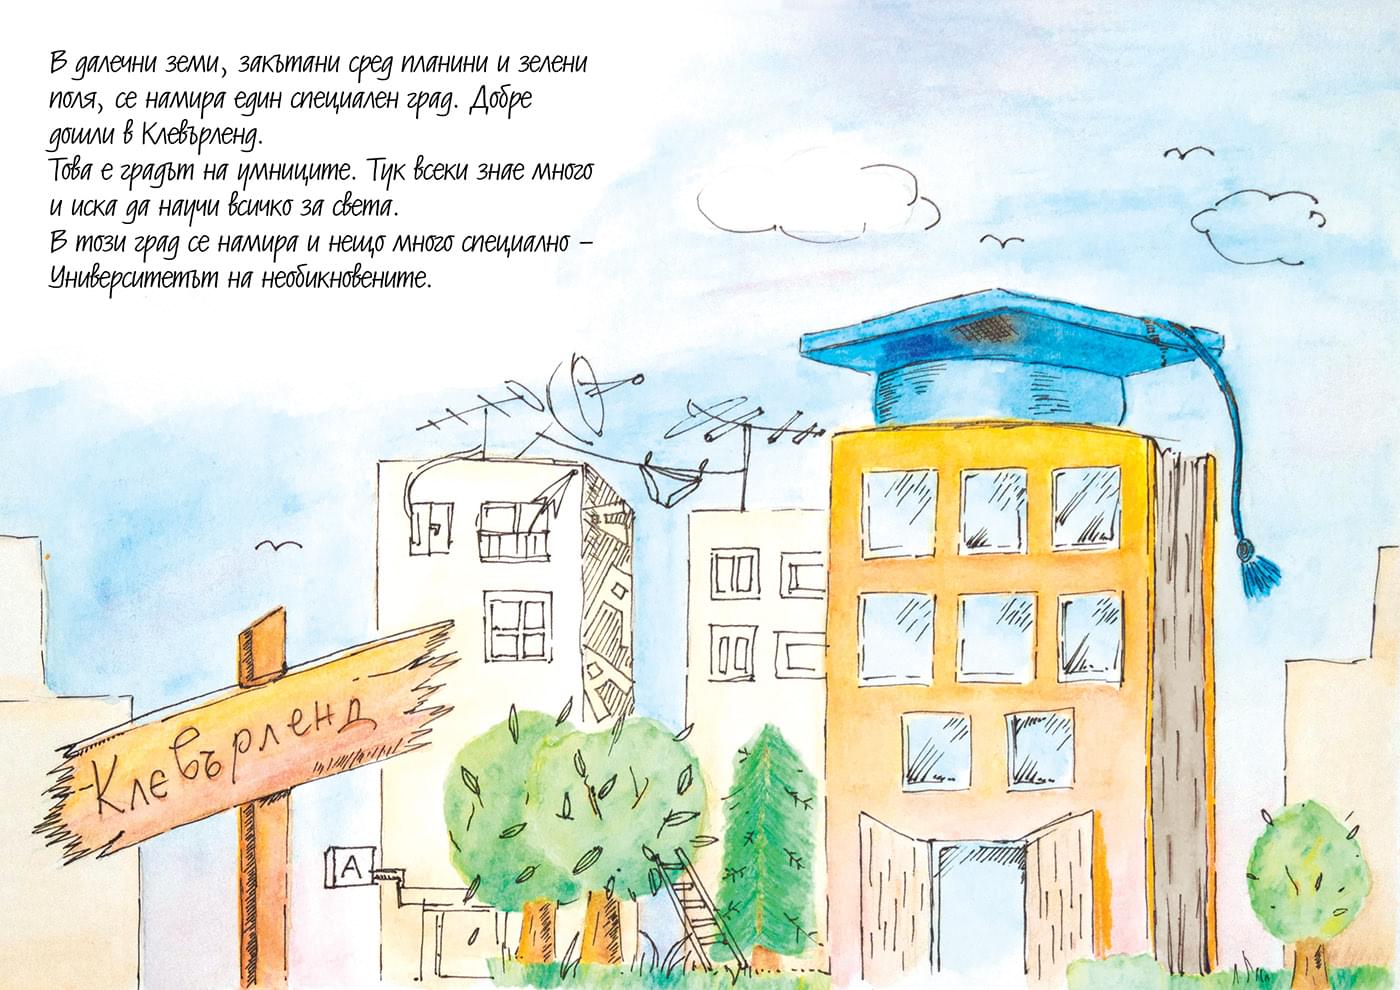 В далечни земи, закътани сред планини и зелени
поля, се намира един специален град. Добре
дошли в Клевърленд.
Това е градът на умниците. Тук всеки знае много
и иска да научи всичко за света.
В този град се намира и нещо много специално –
Университетът на необикновените.
Клевърленд
А